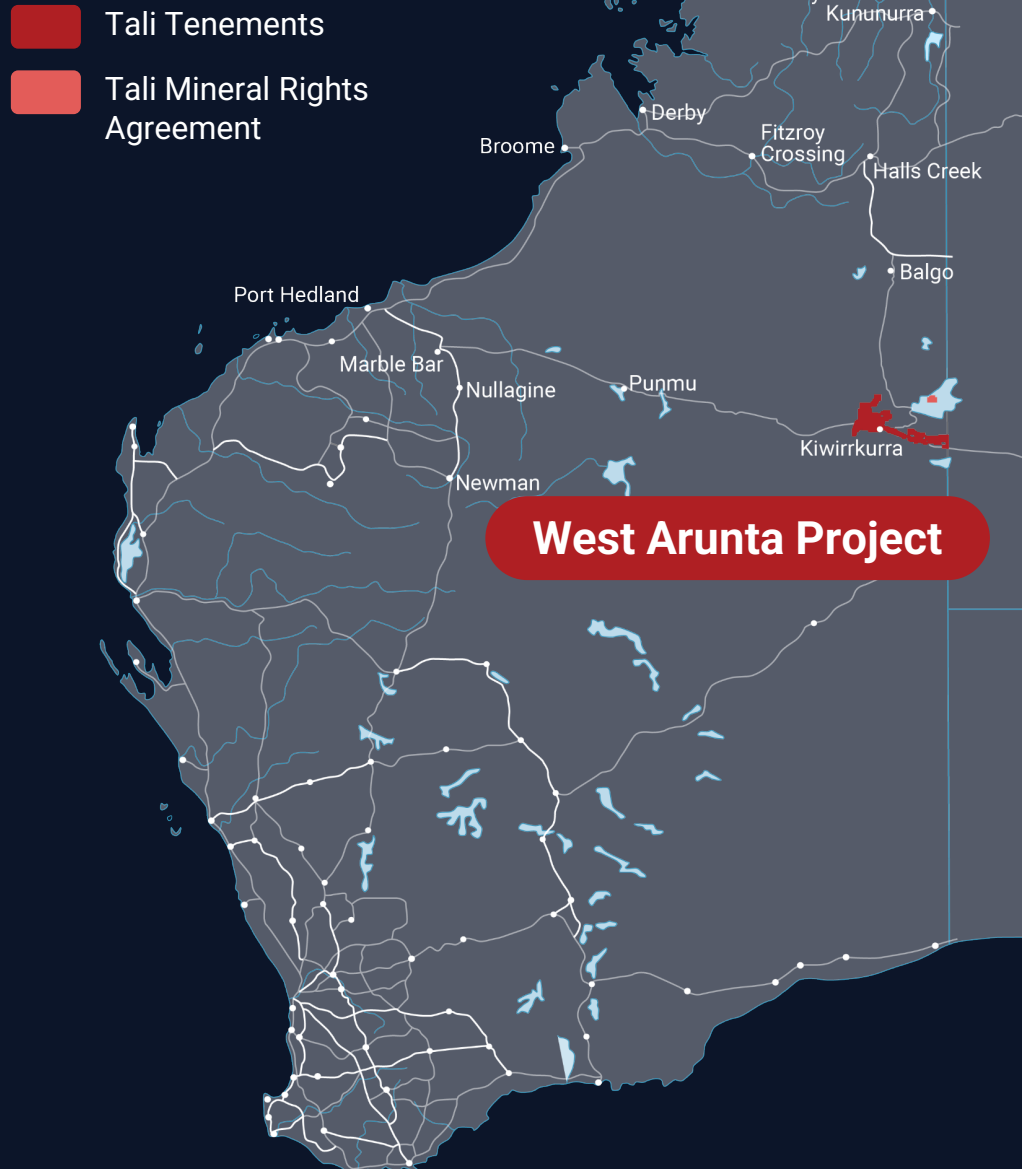 Tali Tenements
Tali Mineral Rights
Agreement
Kununurra
Derby
Broome
Fitzroy
Crossing
Halls Creek
Balgo
Port Hedland
Marble Bar
Nullagine
Punmu
Kiwirrkurra
Newman
West Arunta Project